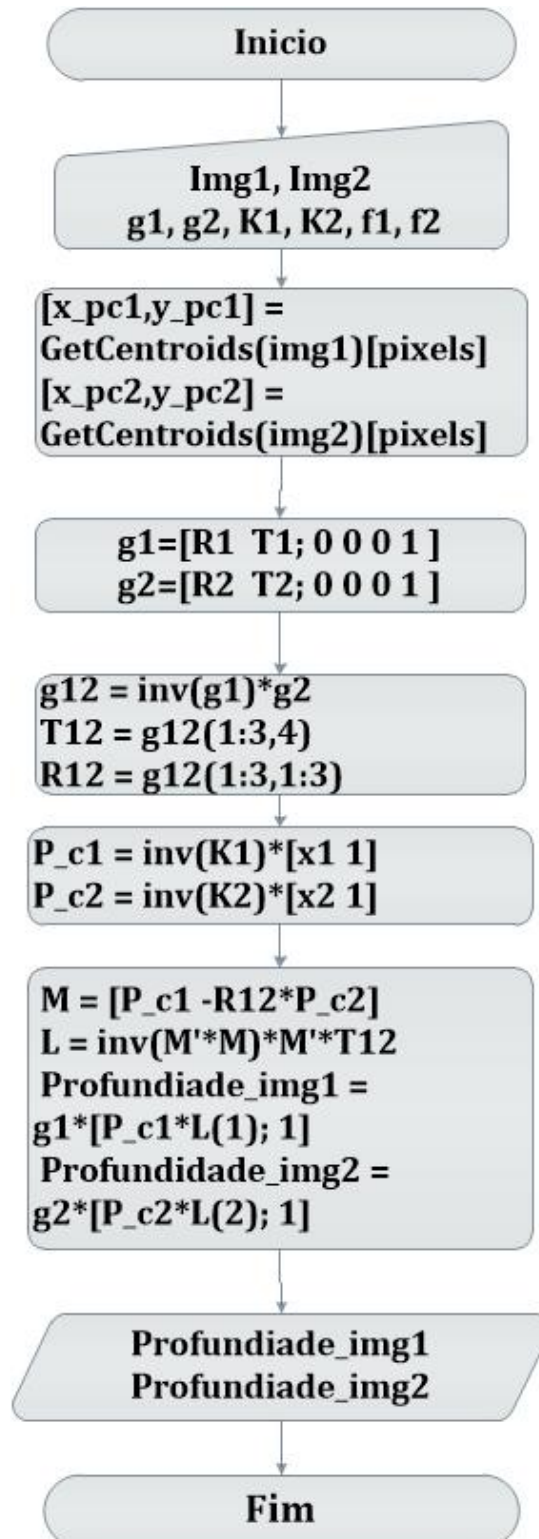 Inicio
Img1, Img2
g1, g2, K1, K2, f1, f2
[x_pc1,y_pc1] =
GetCentroids(img1)[pixels]
[x_pc2,y_pc2] =
GetCentroids(img2)[pixels]
g1=[R1 T1; 0 0 0 1 ]
g2=[R2 T2; 0 0 0 1 ]
g12 = inv(g1)*g2
T12 = g12(1:3,4)
R12 = g12(1:3,1:3)
P_c1 = inv(K1)*[x1 1]
P_c2 = inv(K2)*[x2 1]
M = [P_c1 -R12*P_c2]
L = inv(M'*M)*M'*T12
Profundiade_img1 =
g1*[P_c1*L(1); 1]
Profundidade_img2 =
g2*[P_c2*L(2); 1]
Profundiade_img1
Profundiade_img2
Fim